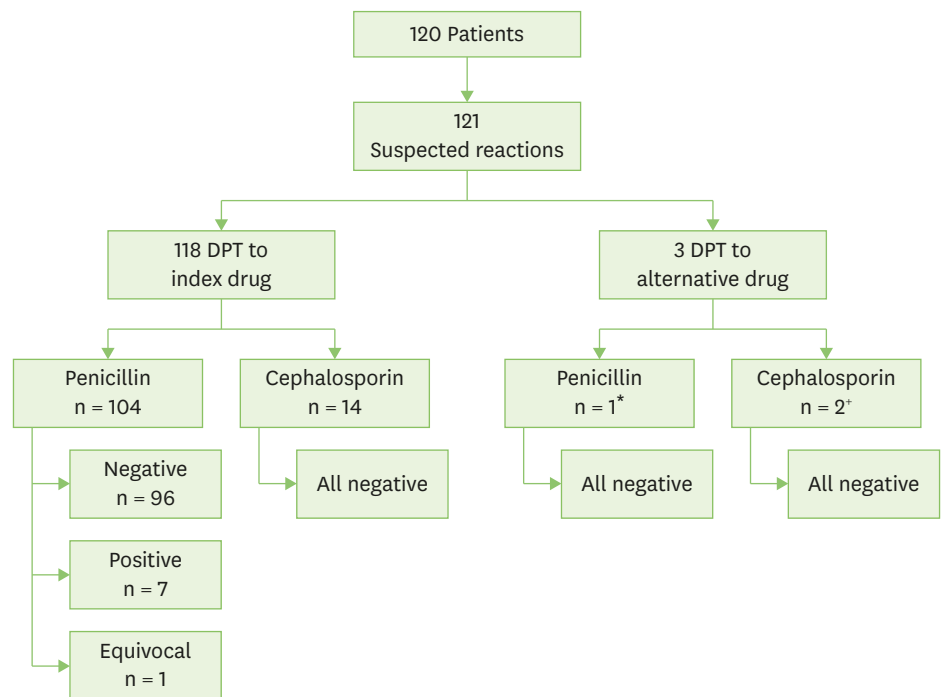 120 Patients
121
Suspected reactions
118 DPT to
index drug
3 DPT to
alternative drug
Penicillin
n = 104
Cephalosporin
n = 14
Penicillin
n = 1*
Cephalosporin
n = 2⁺
Negative
n = 96
All negative
All negative
All negative
Positive
n = 7
Equivocal
n = 1